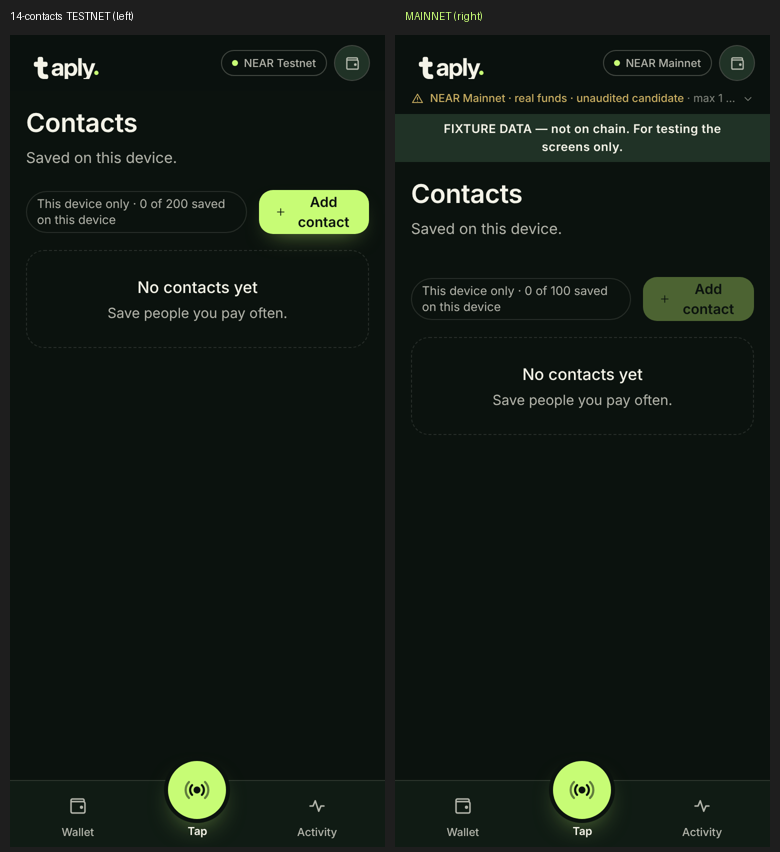 14-contacts TESTNET (left)
taply.
NEAR Testnet
Contacts
Saved on this device.
This device only · 0 of 200 saved
on this device
+ Add
contact
No contacts yet
Save people you pay often.
Wallet
Tap
Activity
MAINNET (right)
taply.
NEAR Mainnet
NEAR Mainnet · real funds · unaudited candidate · max 1 ...
FIXTURE DATA — not on chain. For testing the
screens only.
Contacts
Saved on this device.
This device only · 0 of 100 saved
on this device
+ Add
contact
No contacts yet
Save people you pay often.
Wallet
Tap
Activity